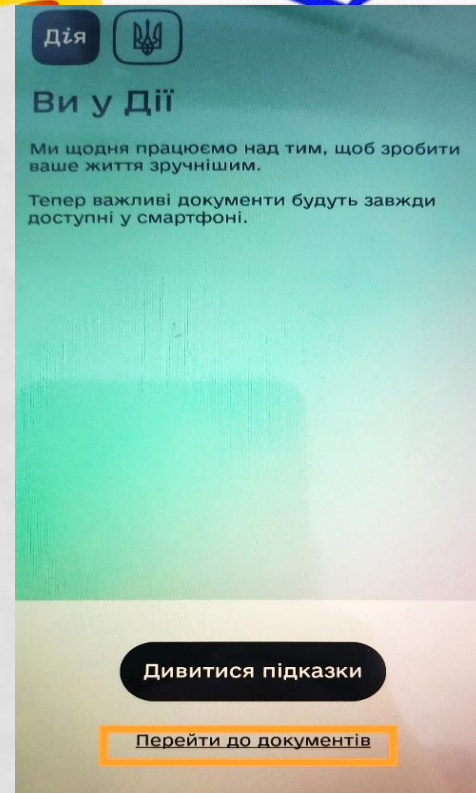 Дія
Ви у Дії
Ми щодня працюємо над тим, щоб зробити
ваше життя зручнішим.
Тепер важливі документи будуть завжди
доступні у смартфоні.
Дивитися підказки
Перейти до документів